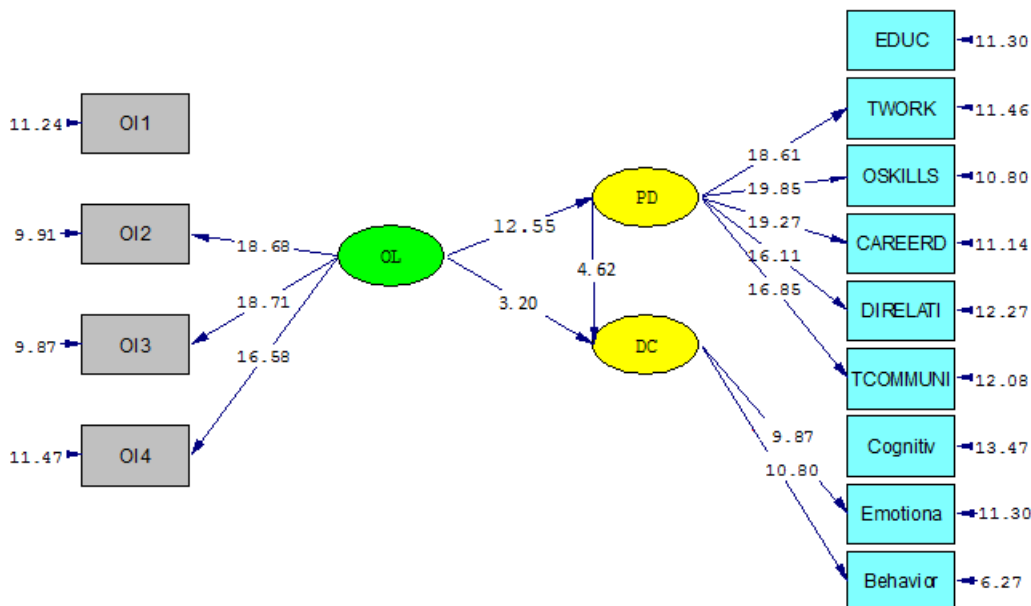 EDUC
11.30
11.24
OI1
TWORK
11.46
18.61
OSKILLS
10.80
19.85
PD
9.91
OI2
18.68
12.55
19.27
CAREERD
11.14
OL
16.11
4.62
16.85
18.71
3.20
DIRELATI
12.27
9.87
OI3
DC
16.58
TCOMMUNI
12.08
9.87
Cognitiv
13.47
11.47
OI4
10.80
Emotiona
11.30
Behavior
6.27